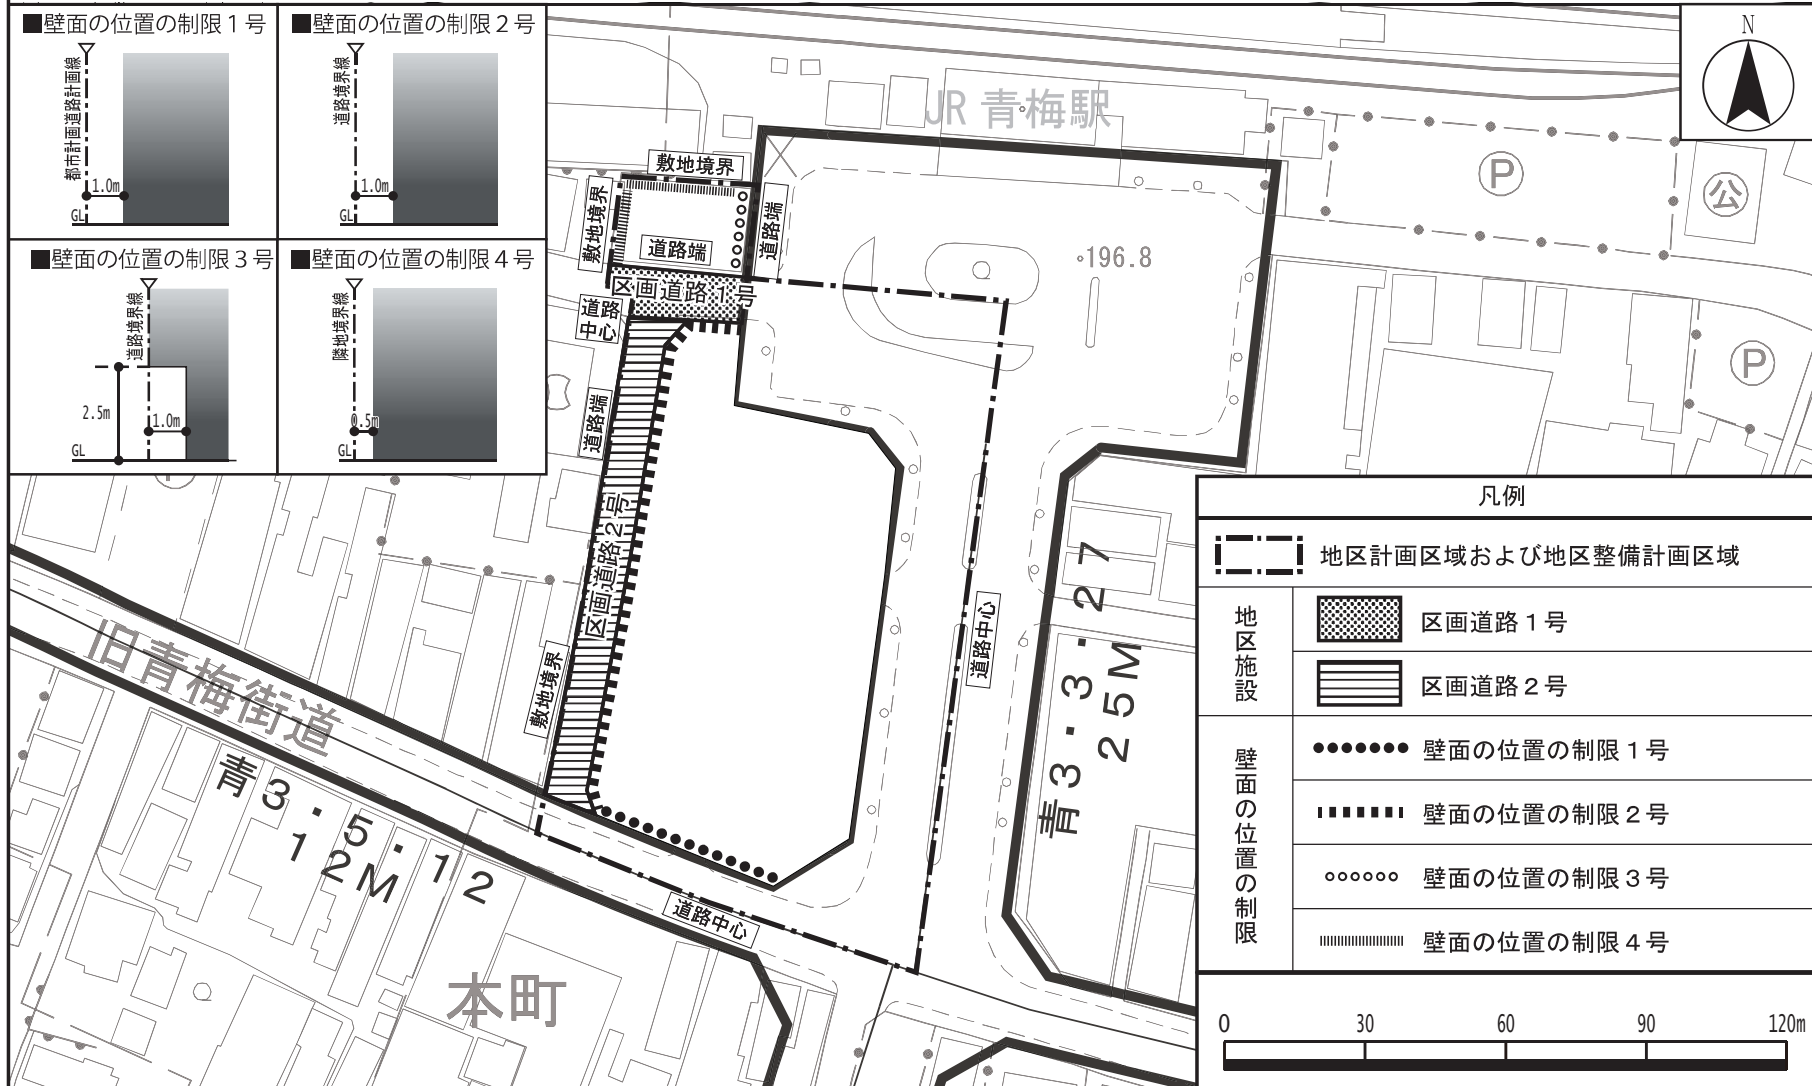 ■壁面の位置の制限１号
都市計画道路計画線
1.0m
GL
■壁面の位置の制限２号
道路境界線
1.0m
GL
■壁面の位置の制限３号
道路境界線
2.5m
1.0m
GL
■壁面の位置の制限４号
隣地境界線
0.5m
GL
N
JR 青梅駅
敷地境界
敷地境界
道路端
道路端
区画道路１号
道路
中心
道路端
区画道路２号
敷地境界
196.8
P
公
P
道路中心
青３・３・２７
２５M
旧青梅街道
青３・５・１２
１２M
道路中心
本町
凡例
地区計画区域および地区整備計画区域
地区施設
区画道路１号
区画道路２号
壁面の位置の制限
壁面の位置の制限１号
壁面の位置の制限２号
壁面の位置の制限３号
壁面の位置の制限４号
0
30
60
90
120m